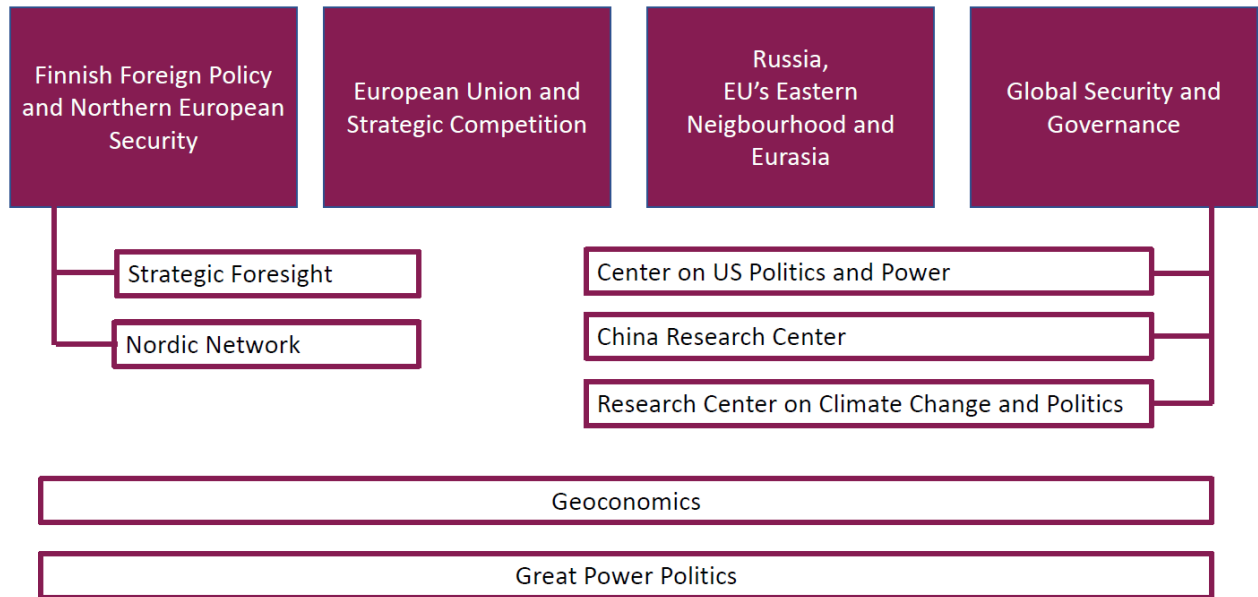 Finnish Foreign Policy
and Northern European
Security
European Union and
Strategic Competition
Russia,
EU’s Eastern
Neigbourhood and
Eurasia
Global Security and
Governance
Strategic Foresight
Nordic Network
Center on US Politics and Power
China Research Center
Research Center on Climate Change and Politics
Geoconomics
Great Power Politics